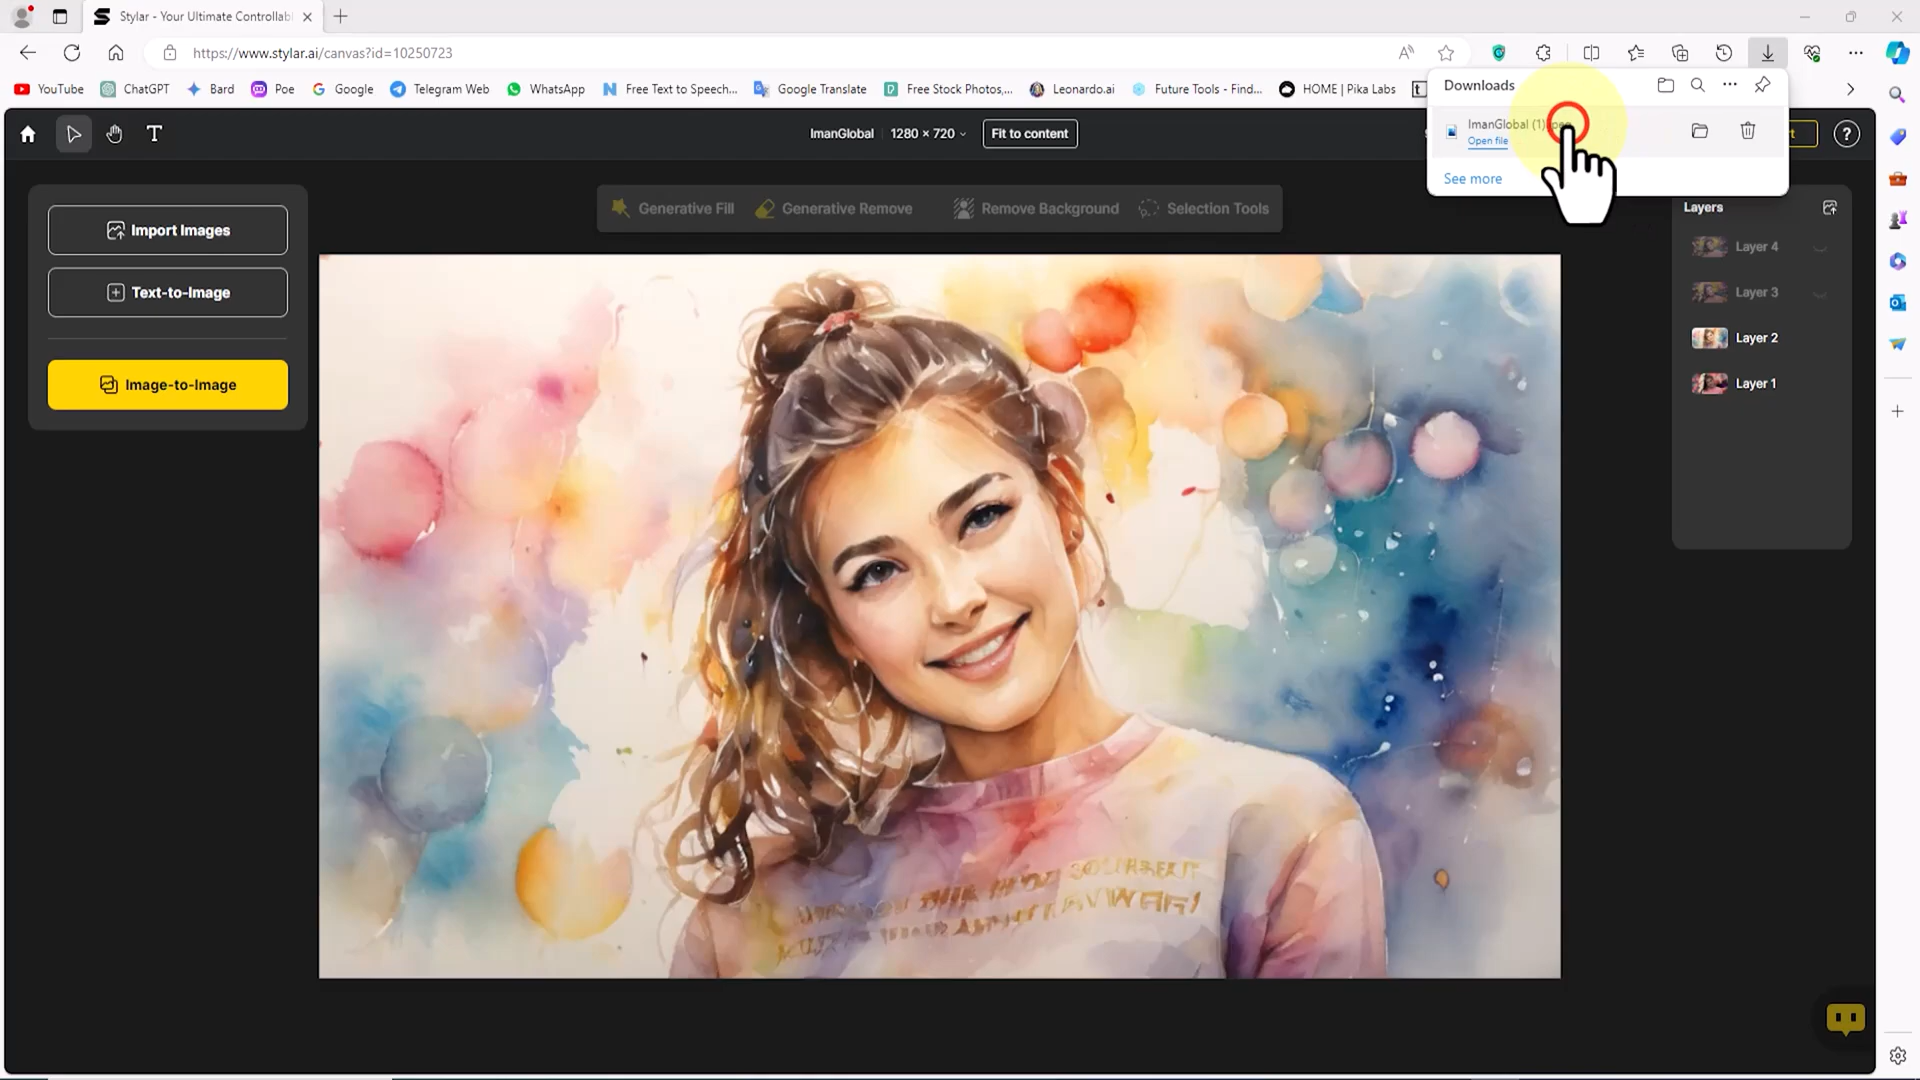 Stylar - Your Ultimate Controllabl
https://www.stylar.ai/canvas?id=10250723
YouTube
ChatGPT
Bard
Poe
Google
Telegram Web
WhatsApp
Free Text to Speech...
Google Translate
Free Stock Photos,...
Leonardo.ai
Future Tools - Find...
HOME | Pika Labs
Downloads
ImanGlobal (1)
Open file
See more
ImanGlobal
1280 × 720
Fit to content
Import Images
Text-to-Image
Image-to-Image
Generative Fill
Generative Remove
Remove Background
Selection Tools
Layers
Layer 4
Layer 3
Layer 2
Layer 1